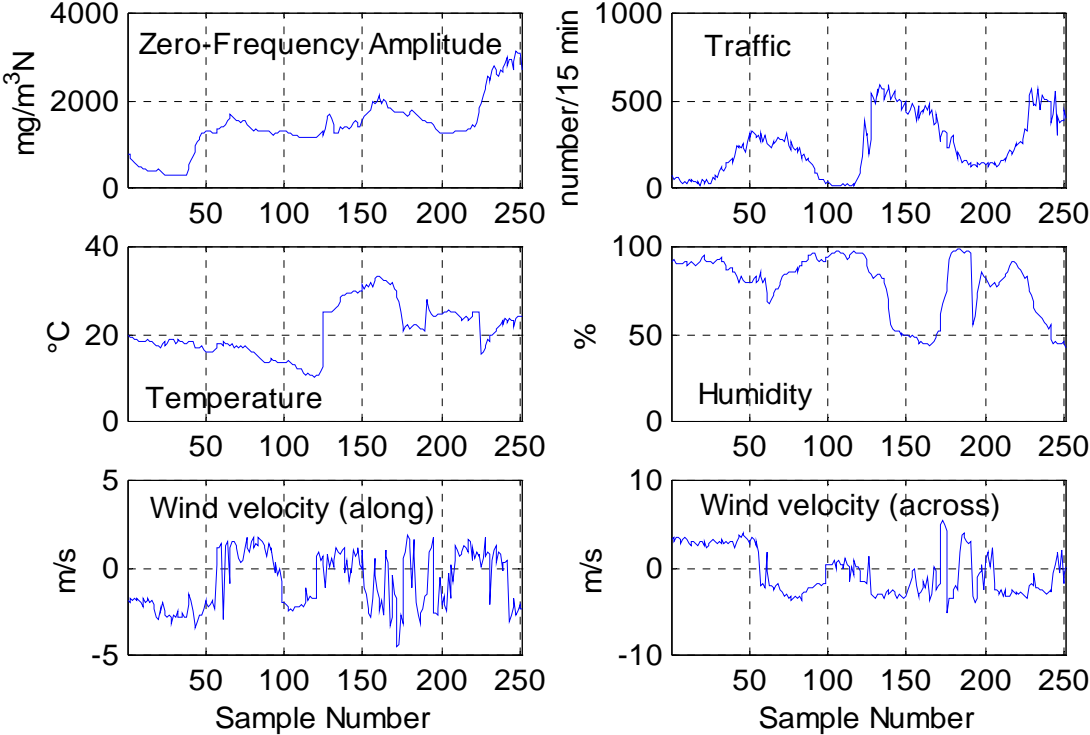 4000
Zero-Frequency Amplitude
2000
0
mg/m³N
50 100 150 200 250
1000
Traffic
500
0
number/15 min
50 100 150 200 250
40
20
0
°C
Temperature
50 100 150 200 250
100
50
0
%
Humidity
50 100 150 200 250
5
Wind velocity (along)
0
-5
m/s
50 100 150 200 250
Sample Number
10
Wind velocity (across)
0
-10
m/s
50 100 150 200 250
Sample Number